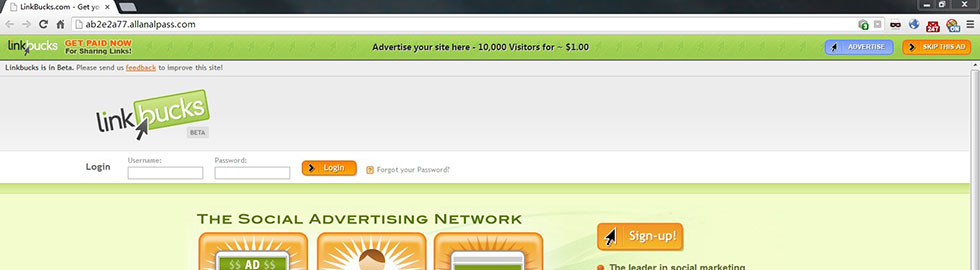 LinkBucks.com - Get yo
ab2e2a77.allanalpass.com
247
ON
linkbucks
GET PAID NOW
For Sharing Links!
Advertise your site here - 10,000 Visitors for ~ $1.00
ADVERTISE
SKIP THIS AD
Linkbucks is in Beta. Please send us feedback to improve this site!
linkbucks
BETA
Login
Username:
Password:
Login
Forgot your Password?
THE SOCIAL ADVERTISING NETWORK
Sign-up!
$$ AD $$
The leader in social marketing